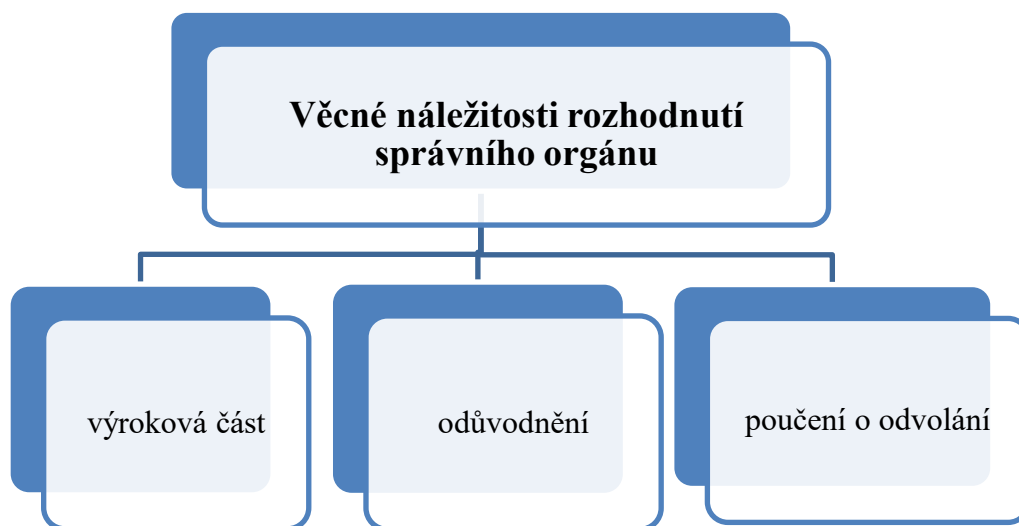 Věcné náležitosti rozhodnutí
správního orgánu
výroková část
odůvodnění
poučení o odvolání